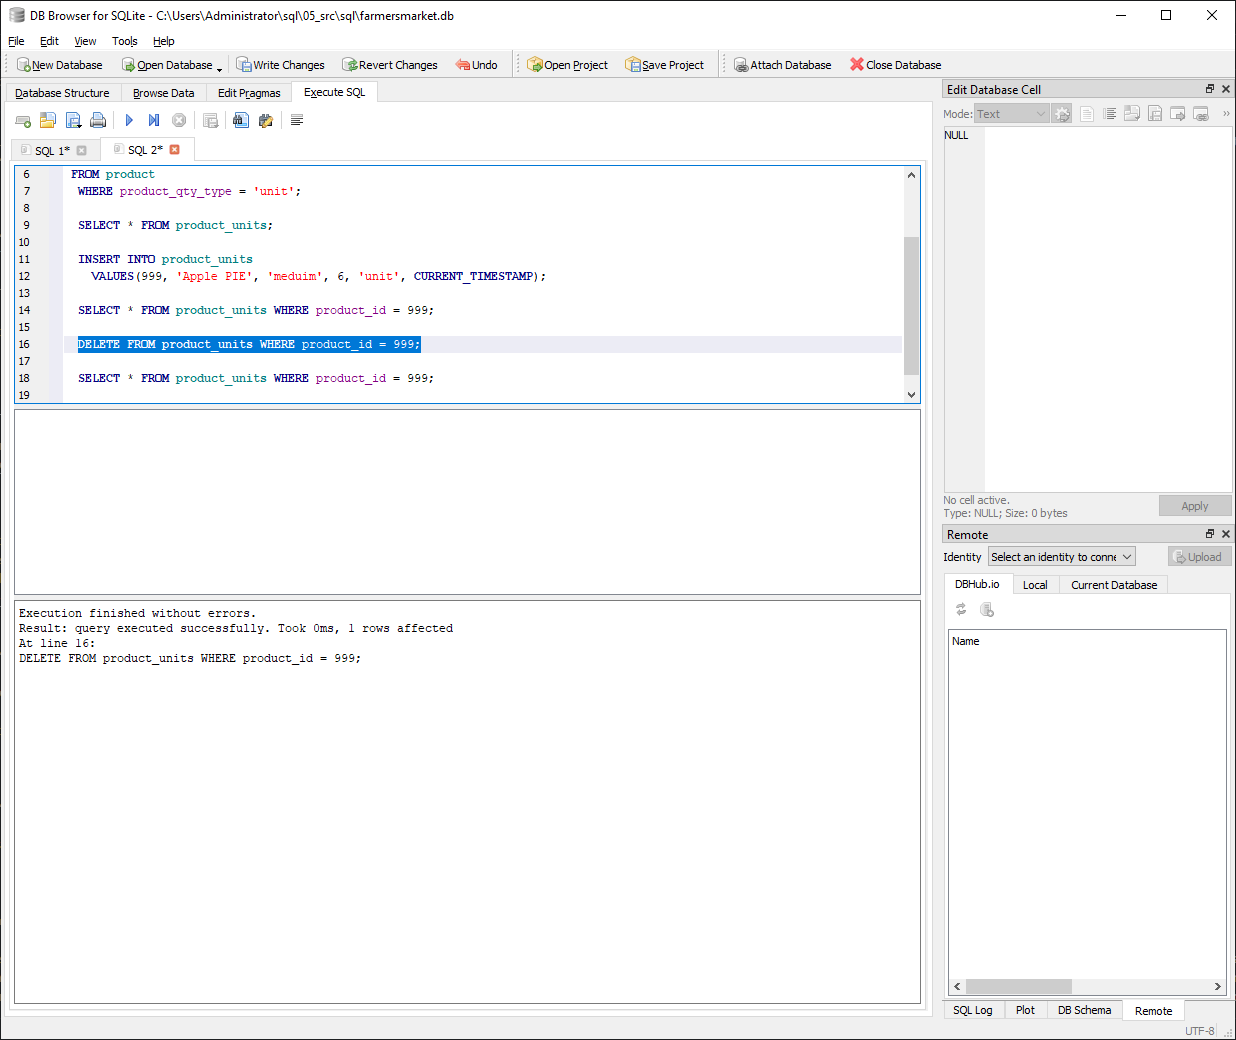 DB Browser for SQLite - C:\Users\Administrator\sql\05_src\sql\farmersmarket.db
File Edit View Tools Help
New Database Open Database Write Changes Revert Changes Undo Open Project Save Project Attach Database Close Database
Database Structure Browse Data Edit Pragmas Execute SQL
SQL 1* SQL 2*
6 FROM product
7 WHERE product_qty_type = 'unit';
8
9 SELECT * FROM product_units;
10
11 INSERT INTO product_units
12 VALUES(999, 'Apple PIE', 'meduim', 6, 'unit', CURRENT_TIMESTAMP);
13
14 SELECT * FROM product_units WHERE product_id = 999;
15
16 DELETE FROM product_units WHERE product_id = 999;
17
18 SELECT * FROM product_units WHERE product_id = 999;
19
Execution finished without errors.
Result: query executed successfully. Took 0ms, 1 rows affected
At line 16:
DELETE FROM product_units WHERE product_id = 999;
Edit Database Cell
Mode: Text
NULL
No cell active.
Type: NULL; Size: 0 bytes
Apply
Remote
Identity Select an identity to conne Upload
DBHub.io Local Current Database
Name
SQL Log Plot DB Schema Remote
UTF-8